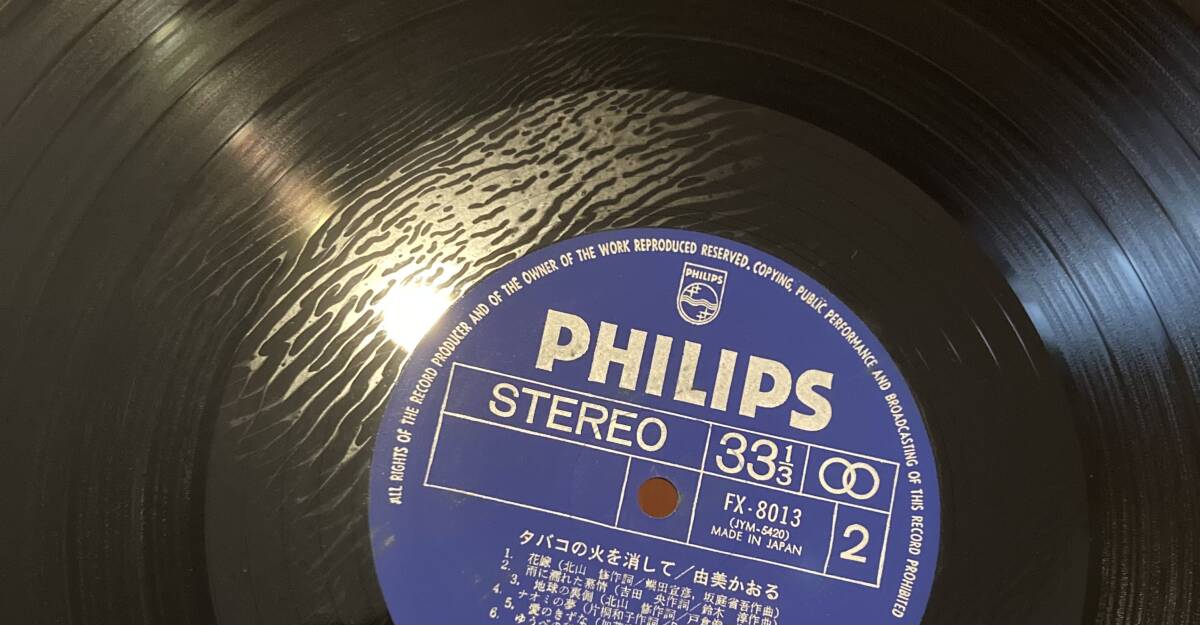 ALL RIGHTS OF THE RECORD PRODUCER AND OF THE OWNER OF THE WORK REPRODUCED RESERVED. COPYING, PUBLIC PERFORMANCE AND BROADCASTING OF THIS RECORD PROHIBITED
PHILIPS
PHILIPS
STEREO
33 1/3
FX-8013
(JYM-5420)
MADE IN JAPAN
2
タバコの火を消して/由美かおる
1. 花嫁 (北山 修作詞/端田宣彦、坂庭省吾作曲)
2. 雨に濡れた慕情 (吉田 央作詞/鈴木 淳作曲)
3. 地球の裏側 (北山 修作詞/戸倉
4. ナオミの夢 (片桐和子作詞/
5. 愛のきずな
6. ゆうべの